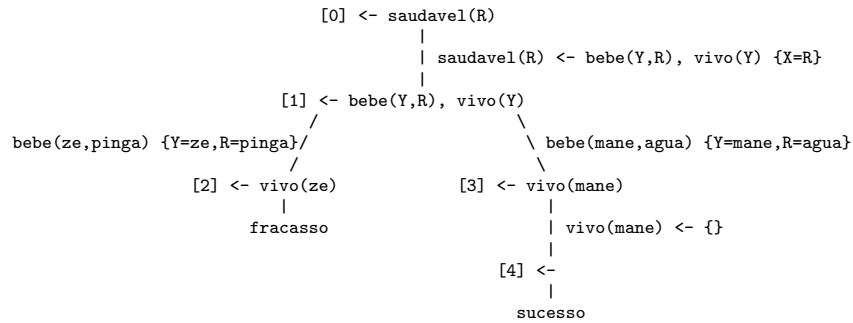 [0] <- saudavel(R)
|
| saudavel(R) <- bebe(Y,R), vivo(Y) {X=R}
|
[1] <- bebe(Y,R), vivo(Y)
/ \
bebe(ze,pinga) {Y=ze,R=pinga}/ \ bebe(mane,agua) {Y=mane,R=agua}
/ \
[2] <- vivo(ze) [3] <- vivo(mane)
| |
fracasso | vivo(mane) <- {}
|
[4] <-
|
sucesso